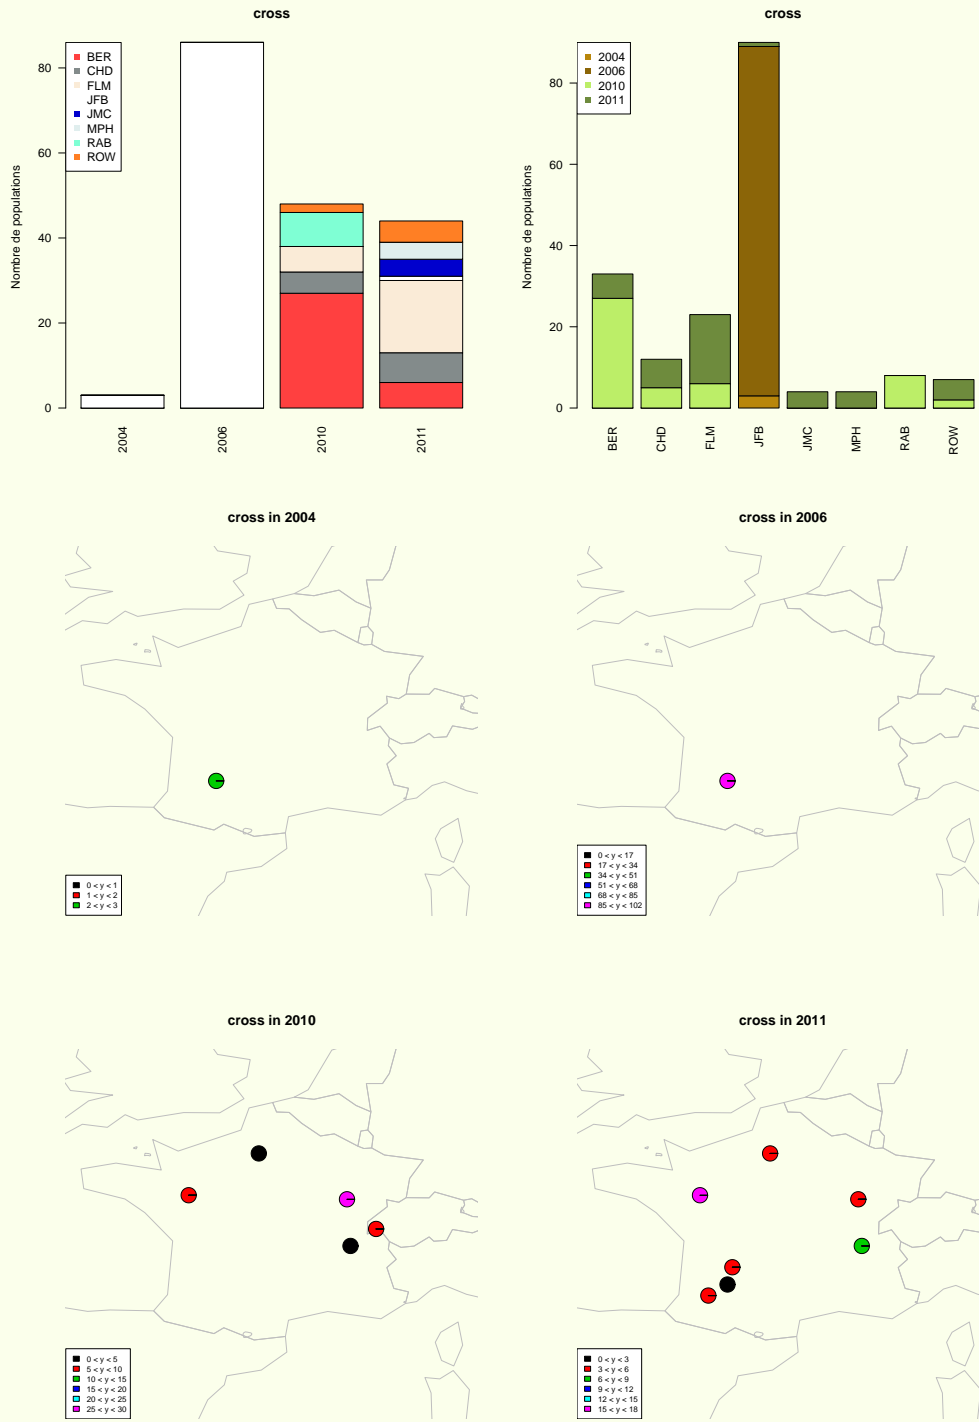 cross
Nombre de populations
80
60
40
20
0
BER
CHD
FLM
JFB
JMC
MPH
RAB
ROW
2004
2006
2010
2011
cross
Nombre de populations
80
60
40
20
0
2004
2006
2010
2011
BER
CHD
FLM
JFB
JMC
MPH
RAB
ROW
cross in 2004
0 < y < 1
1 < y < 2
2 < y < 3
cross in 2006
0 < y < 17
17 < y < 34
34 < y < 51
51 < y < 68
68 < y < 85
85 < y < 102
cross in 2010
0 < y < 5
5 < y < 10
10 < y < 15
15 < y < 20
20 < y < 25
25 < y < 30
cross in 2011
0 < y < 3
3 < y < 6
6 < y < 9
9 < y < 12
12 < y < 15
15 < y < 18